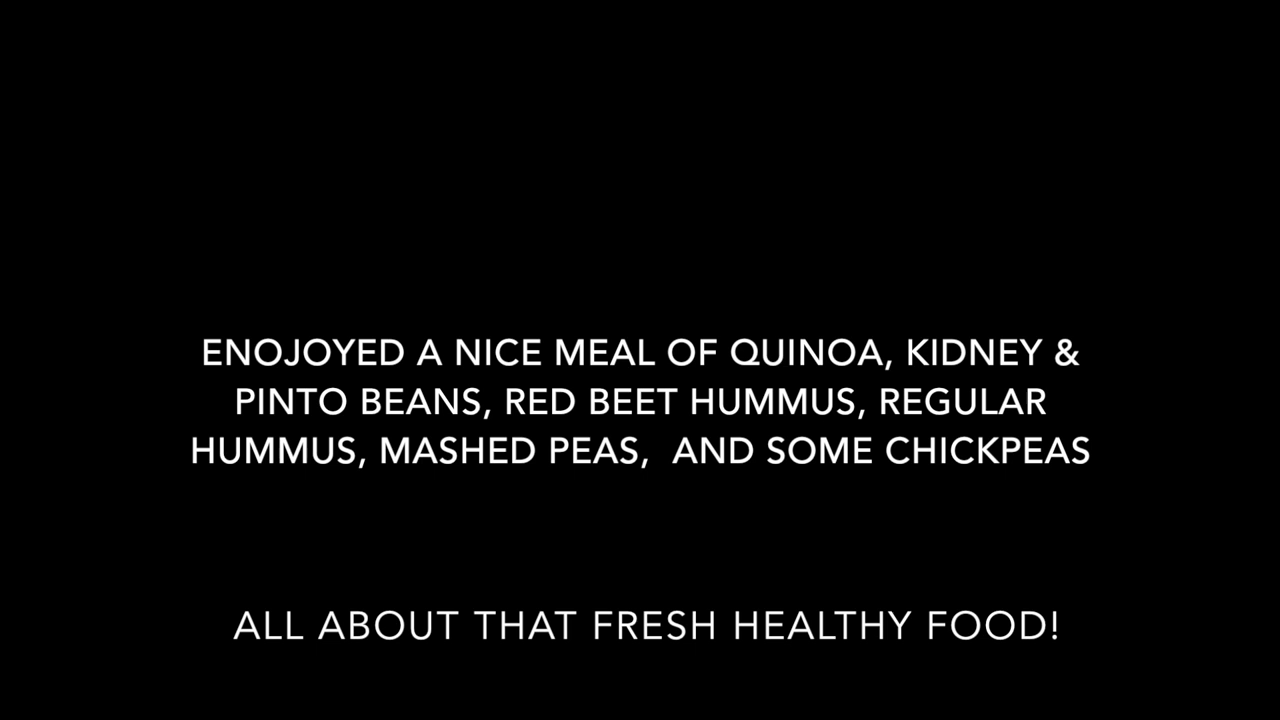 ENOJOYED A NICE MEAL OF QUINOA, KIDNEY &
PINTO BEANS, RED BEET HUMMUS, REGULAR
HUMMUS, MASHED PEAS,  AND SOME CHICKPEAS
ALL ABOUT THAT FRESH HEALTHY FOOD!